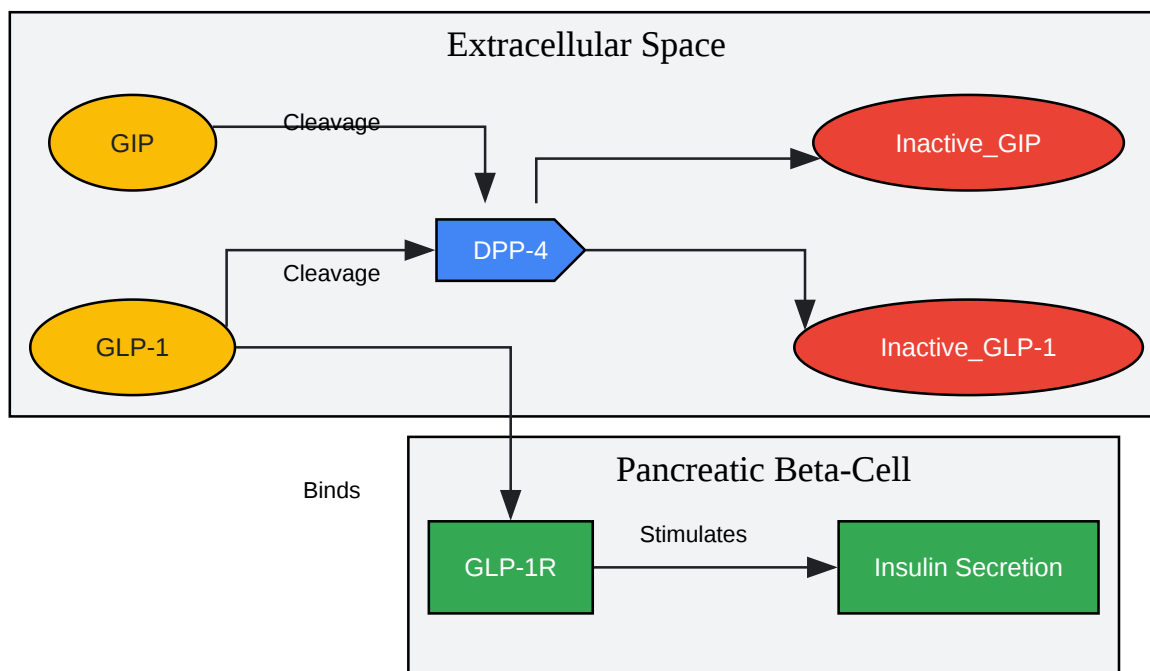 Extracellular Space
GIP
Cleavage
Inactive_GIP
DPP-4
Cleavage
GLP-1
Inactive_GLP-1
Pancreatic Beta-Cell
Binds
GLP-1R
Stimulates
Insulin Secretion